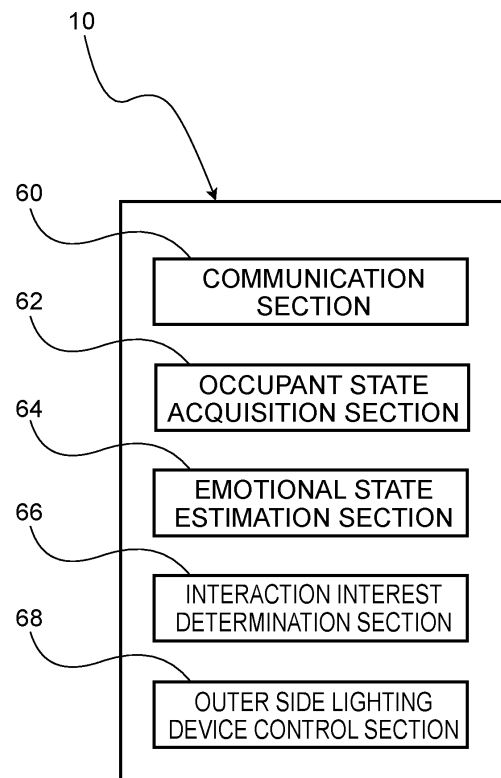 10
60
COMMUNICATION
SECTION
62
OCCUPANT STATE
ACQUISITION SECTION
64
EMOTIONAL STATE
ESTIMATION SECTION
66
INTERACTION INTEREST
DETERMINATION SECTION
68
OUTER SIDE LIGHTING
DEVICE CONTROL SECTION